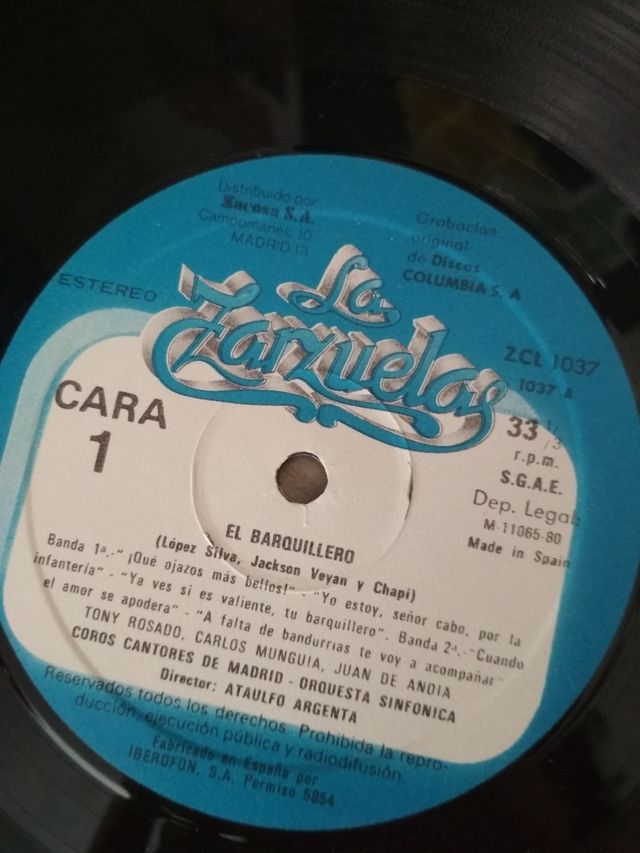 Distribuido por
Zacosa S.A.
Campomanes, 10
MADRID 13
Grabación
original
de Discos
COLUMBIA S. A
ESTEREO
La
Zarzuelas
ZCL 1037
1037 A
CARA
1
33 1/3
r.p.m.
S.G.A.E.
Dep. Legal:
M-11065-80
Made in Spain
EL BARQUILLERO
(López Silva, Jackson Veyan y Chapí)
Banda 1ª.-" ¡Qué ojazos más bellos!" - "Yo estoy, señor cabo, por la
infantería" - "Ya ves si es valiente, tu barquillero". Banda 2ª.-"Cuando
el amor se apodera" - "A falta de bandurrias te voy a acompañar"
TONY ROSADO, CARLOS MUNGUIA, JUAN DE ANDIA
COROS CANTORES DE MADRID - ORQUESTA SINFONICA
Director: ATAULFO ARGENTA
Reservados todos los derechos. Prohibida la repro-
ducción, ejecución pública y radiodifusión.
Fabricado en España por
IBEROFON, S.A. Permiso 5954